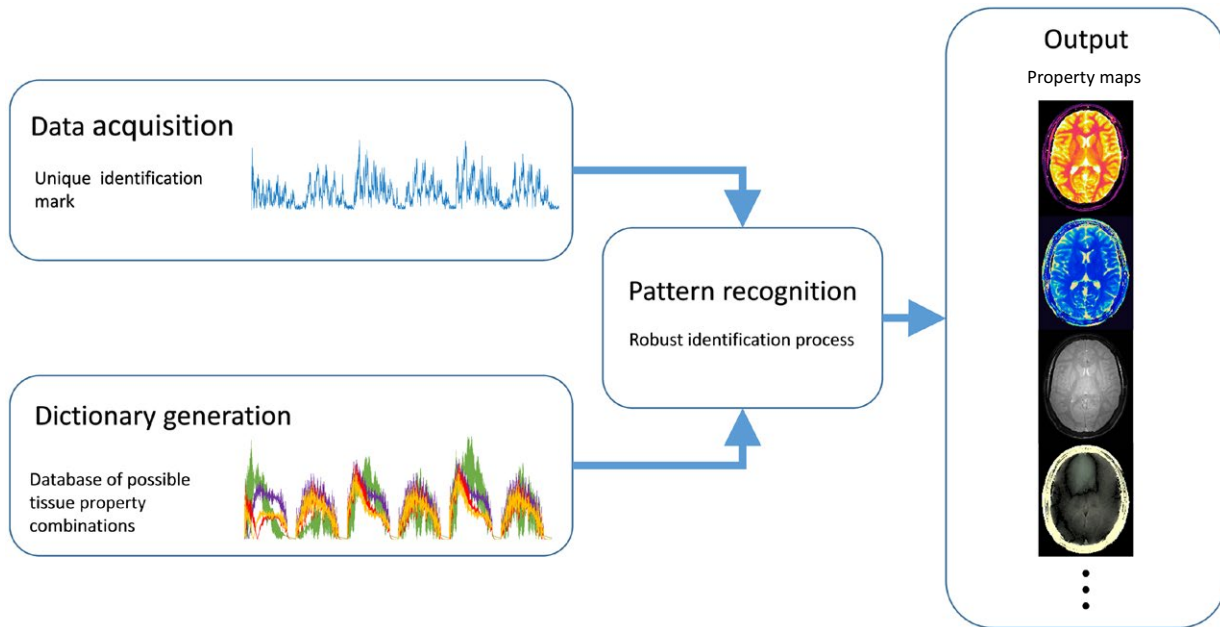 Data acquisition
Unique identification
mark
Dictionary generation
Database of possible
tissue property
combinations
Pattern recognition
Robust identification process
Output
Property maps